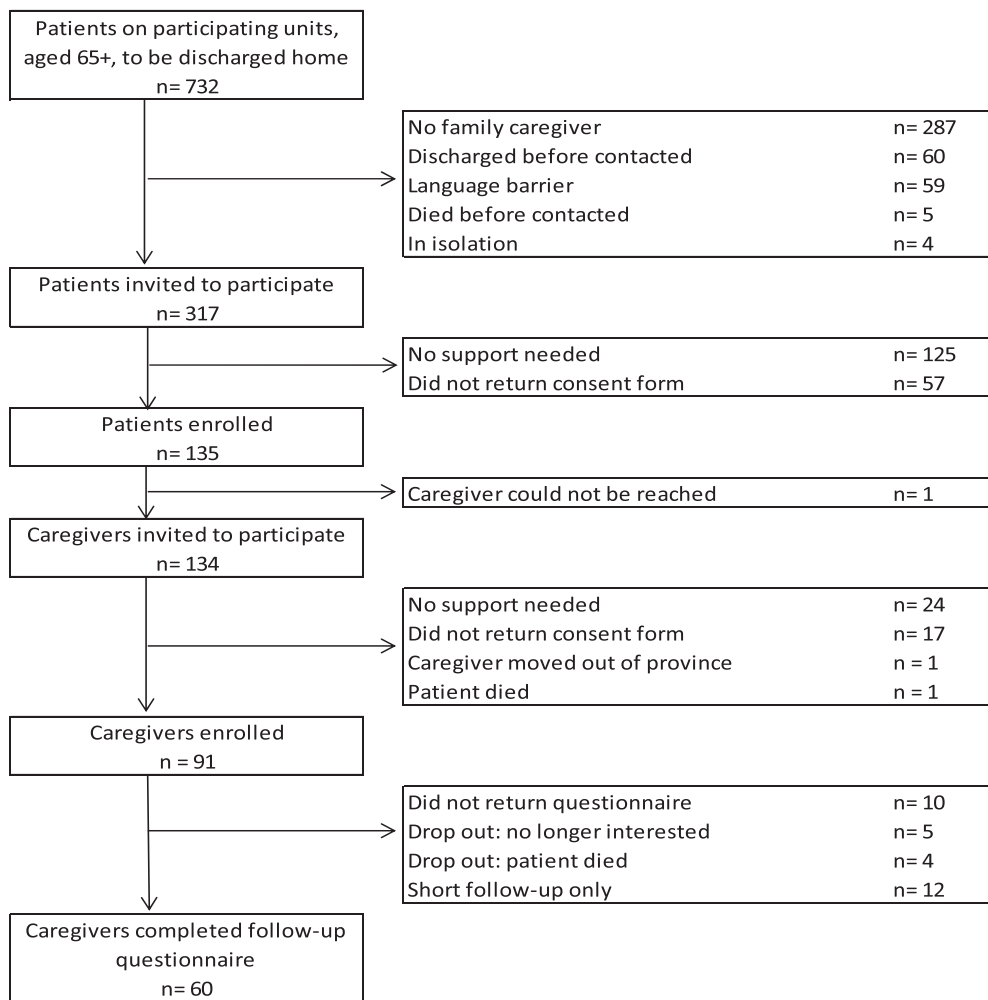 Patients on participating units,
aged 65+, to be discharged home
n= 732
No family caregiver n= 287
Discharged before contacted n= 60
Language barrier n= 59
Died before contacted n= 5
In isolation n= 4
Patients invited to participate
n= 317
No support needed n= 125
Did not return consent form n= 57
Patients enrolled
n= 135
Caregiver could not be reached n= 1
Caregivers invited to participate
n= 134
No support needed n= 24
Did not return consent form n= 17
Caregiver moved out of province n = 1
Patient died n = 1
Caregivers enrolled
n = 91
Did not return questionnaire n= 10
Drop out: no longer interested n= 5
Drop out: patient died n= 4
Short follow-up only n= 12
Caregivers completed follow-up
questionnaire
n= 60